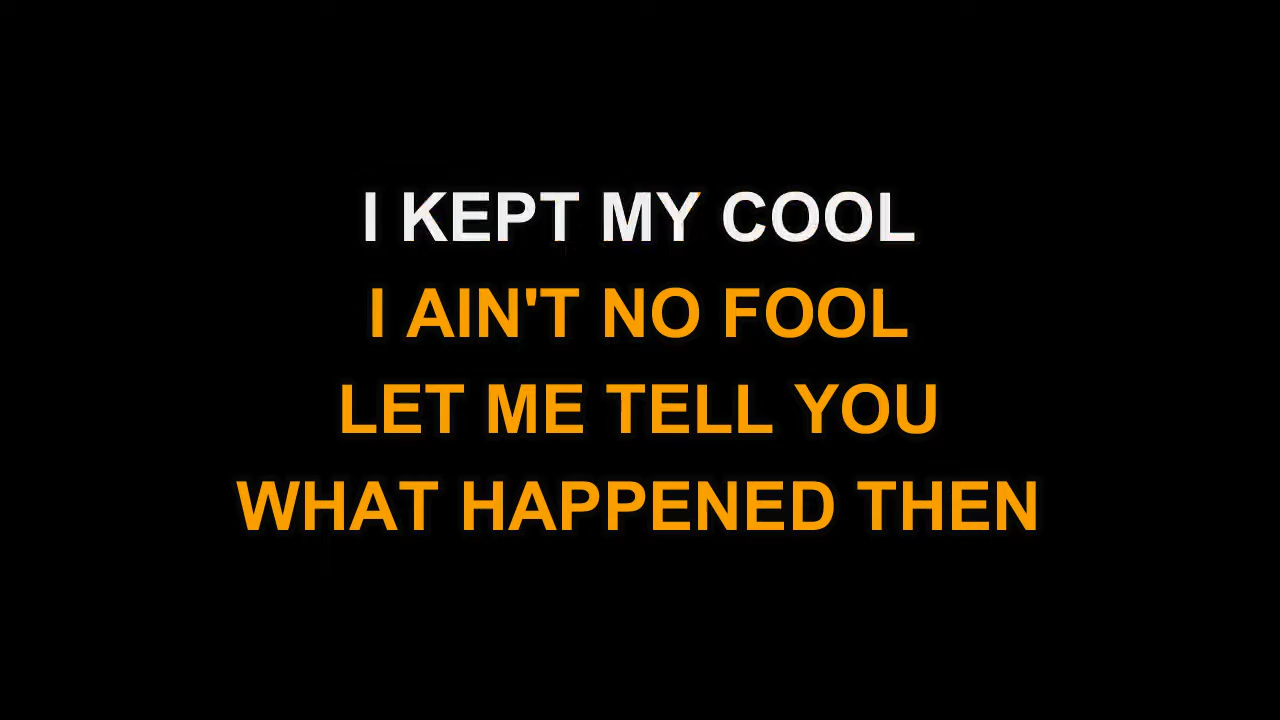 I KEPT MY COOL
I AIN'T NO FOOL
LET ME TELL YOU
WHAT HAPPENED THEN